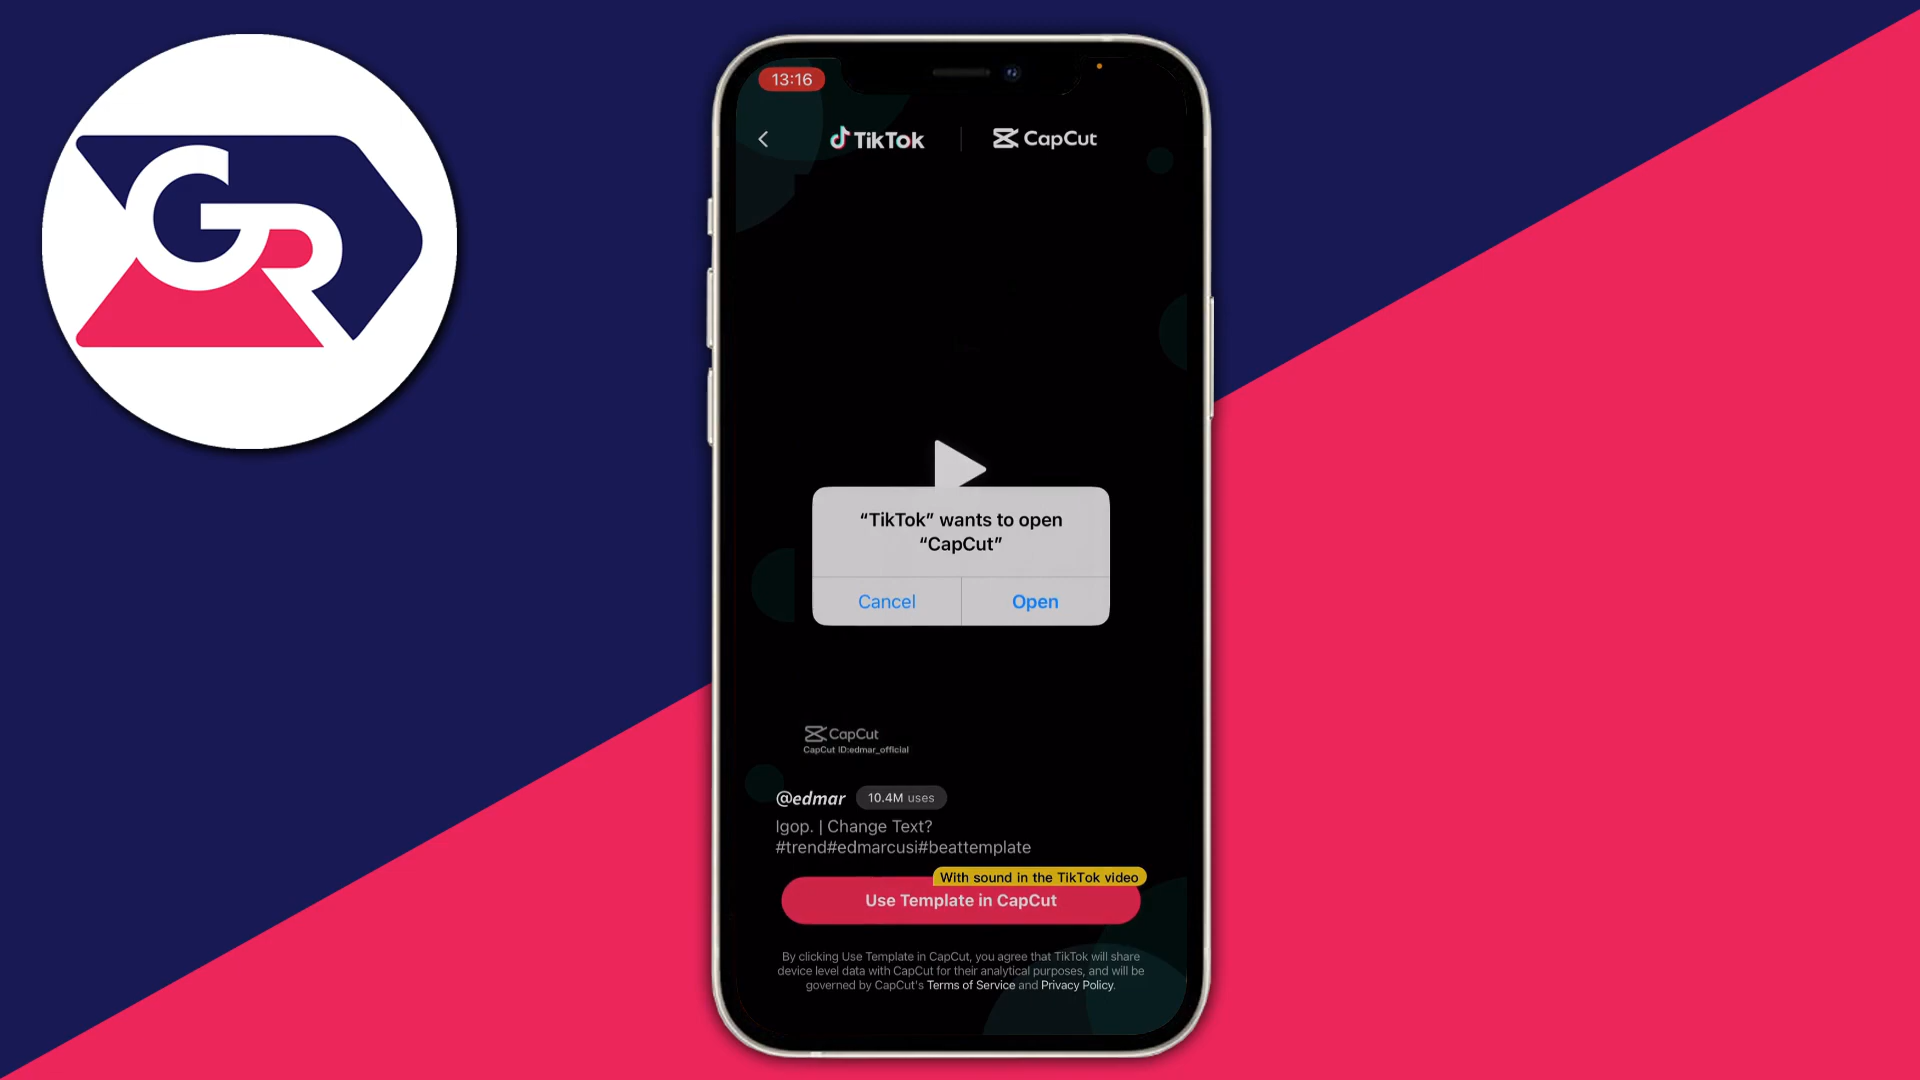 GR
13:16
TikTok
CapCut
“TikTok” wants to open
“CapCut”
Cancel
Open
CapCut
CapCut ID:edmar_official
@edmar
10.4M uses
lgop. | Change Text?
#trend#edmarcusi#beattemplate
With sound in the TikTok video
Use Template in CapCut
By clicking Use Template in CapCut, you agree that TikTok will share
device level data with CapCut for their analytical purposes, and will be
governed by CapCut's Terms of Service and Privacy Policy.